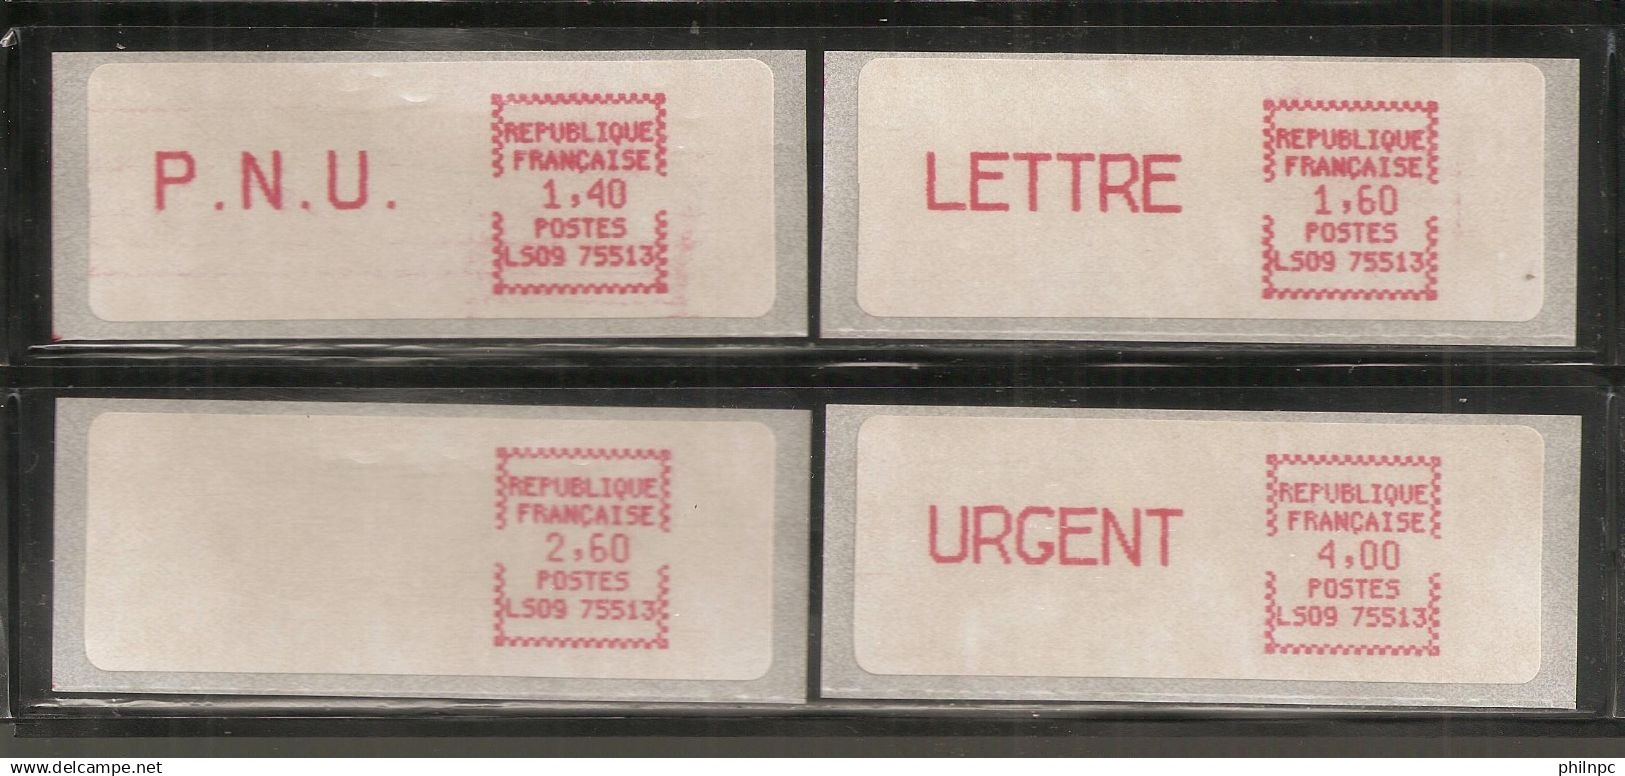 P.N.U.
REPUBLIQUE
FRANÇAISE
1,40
POSTES
LS09 75513
LETTRE
REPUBLIQUE
FRANÇAISE
1,60
POSTES
LS09 75513
REPUBLIQUE
FRANÇAISE
2,60
POSTES
LS09 75513
URGENT
REPUBLIQUE
FRANÇAISE
4,00
POSTES
LS09 75513
www.delcampe.net
philnpc